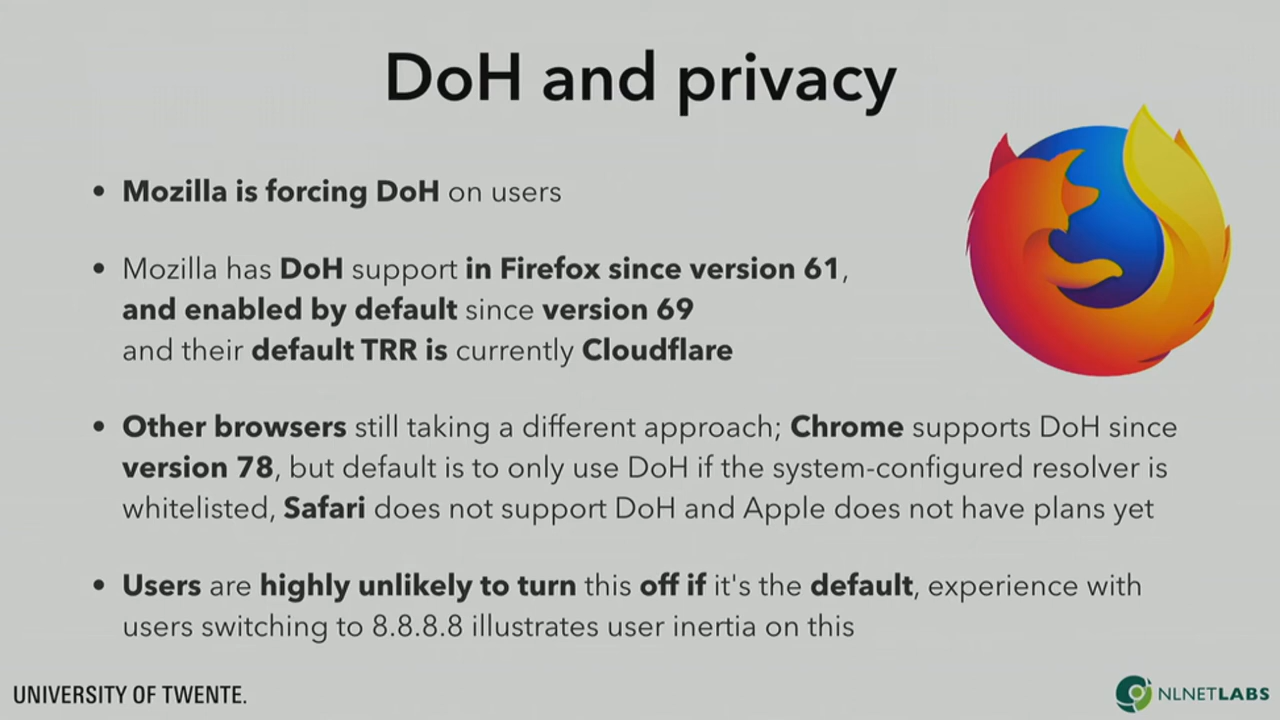 DoH and privacy
• Mozilla is forcing DoH on users
• Mozilla has DoH support in Firefox since version 61,
and enabled by default since version 69
and their default TRR is currently Cloudflare
• Other browsers still taking a different approach; Chrome supports DoH since
version 78, but default is to only use DoH if the system-configured resolver is
whitelisted, Safari does not support DoH and Apple does not have plans yet
• Users are highly unlikely to turn this off if it's the default, experience with
users switching to 8.8.8.8 illustrates user inertia on this
UNIVERSITY OF TWENTE.
NLNETLABS